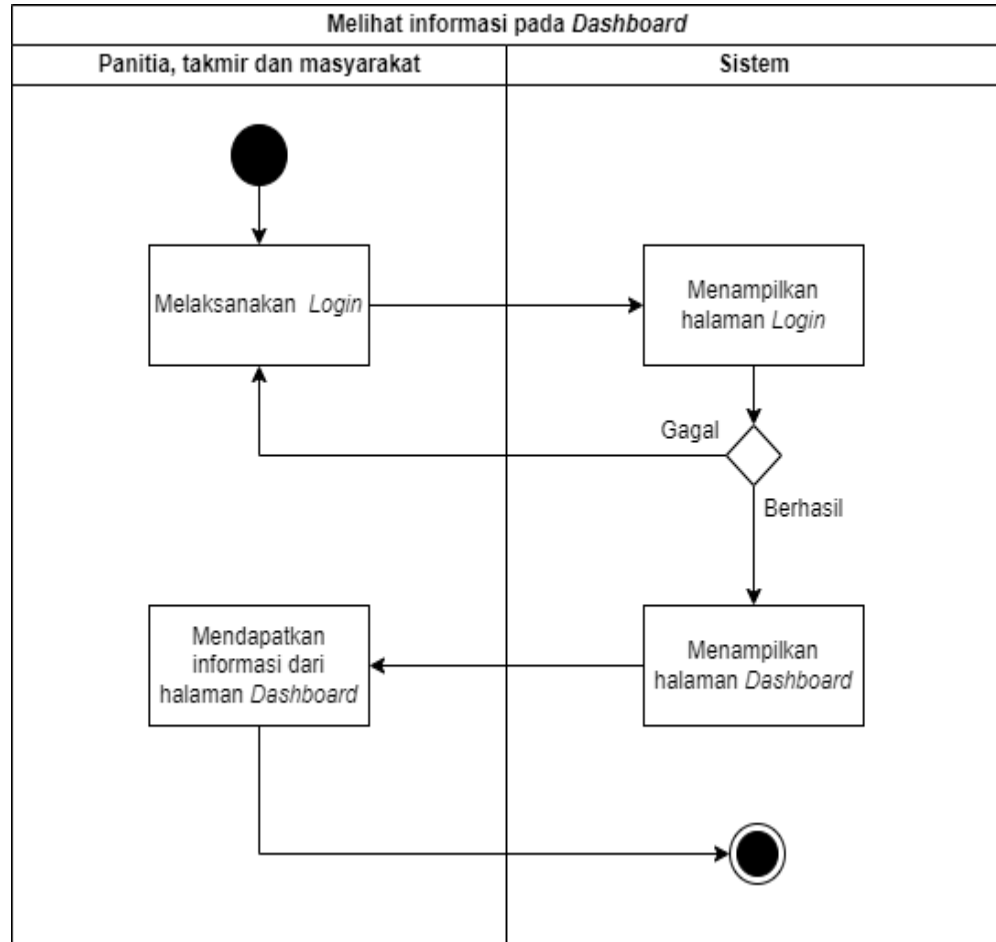 Melihat informasi pada Dashboard
Panitia, takmir dan masyarakat
Sistem
Melaksanakan Login
Menampilkan
halaman Login
Gagal
Berhasil
Mendapatkan
informasi dari
halaman Dashboard
Menampilkan
halaman Dashboard